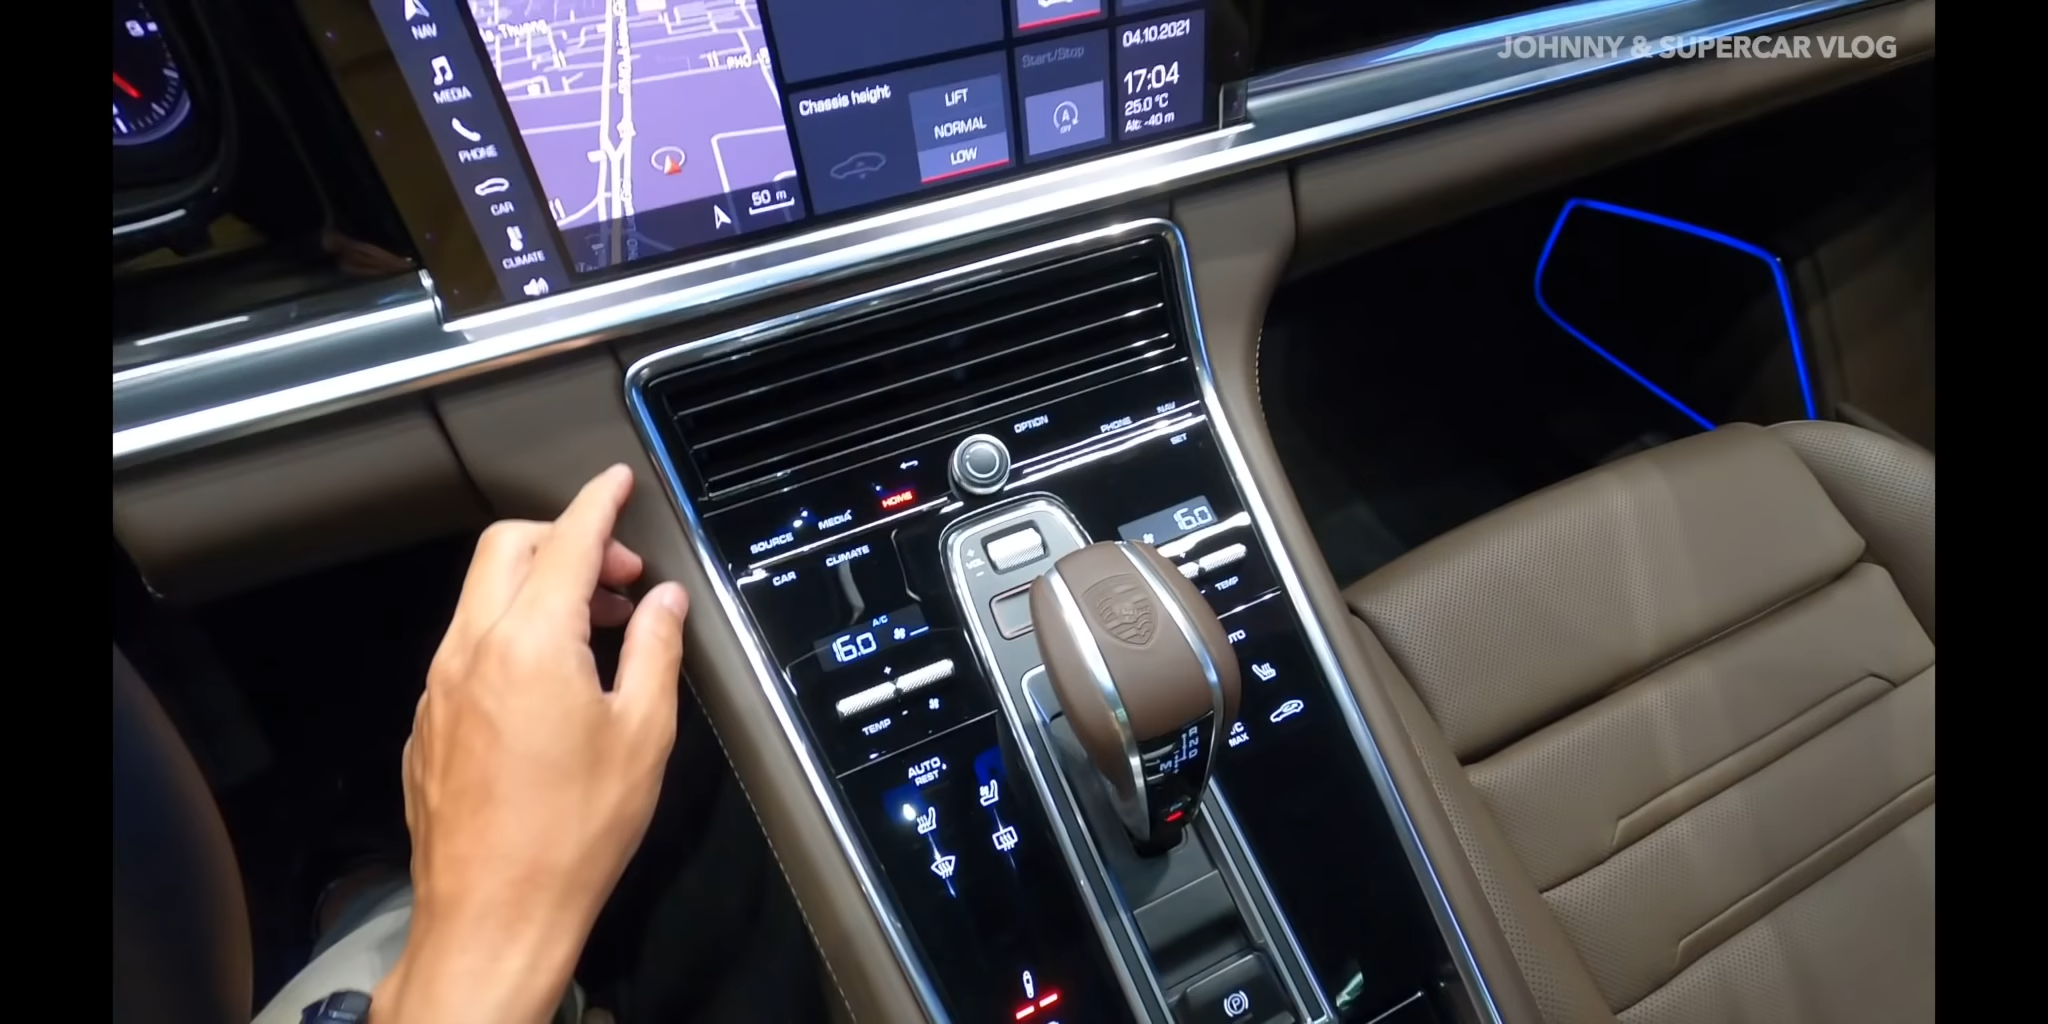 JOHNNY & SUPERCAR VLOG
NAV
MEDIA
PHONE
CAR
CLIMATE
50 m
Chassis height
LIFT
NORMAL
LOW
Start/Stop
A
OFF
04.10.2021
17:04
25.0 °C
Alt: -40 m
OPTION
PHONE
NAV
SET
HOME
MEDIA
SOURCE
CAR
CLIMATE
+
VOL
-
16.0
TEMP
A/C
16.0
+
TEMP -
AUTO
REST
MAX
R
N
D
M
P